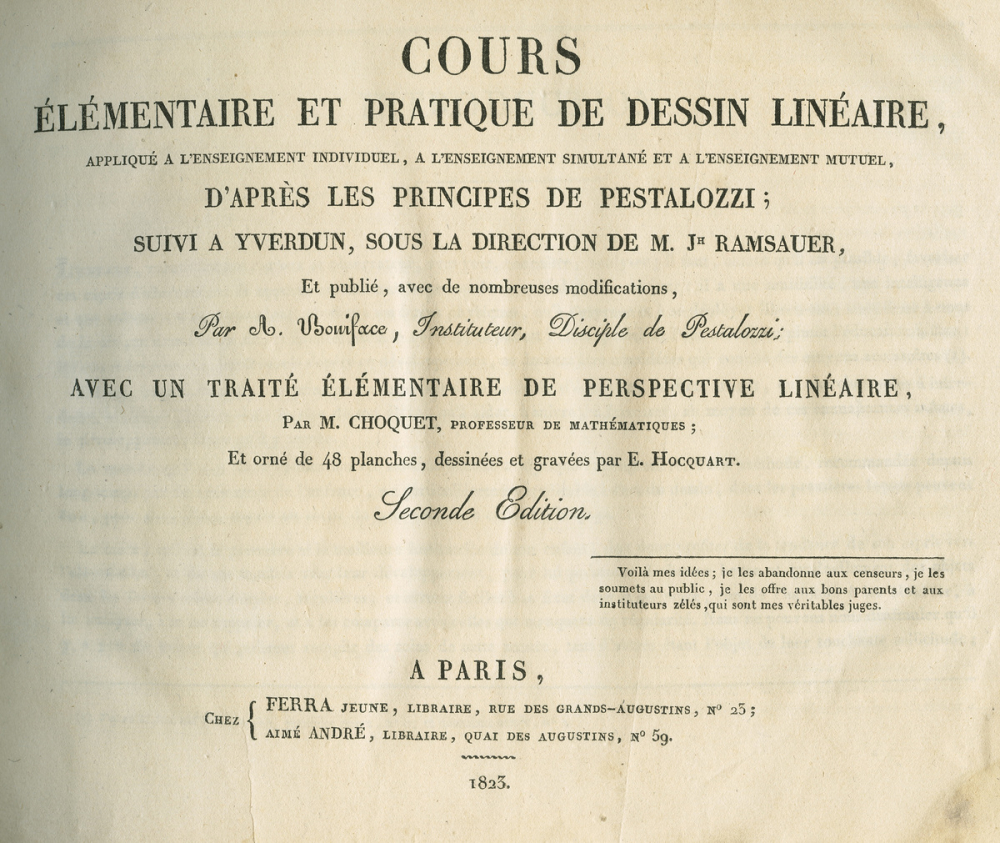 COURS
ÉLÉMENTAIRE ET PRATIQUE DE DESSIN LINÉAIRE,
APPLIQUÉ A L'ENSEIGNEMENT INDIVIDUEL, A L'ENSEIGNEMENT SIMULTANÉ ET A L'ENSEIGNEMENT MUTUEL,
D'APRÈS LES PRINCIPES DE PESTALOZZI;
SUIVI A YVERDUN, SOUS LA DIRECTION DE M. Jᴴ RAMSAUER,
Et publié, avec de nombreuses modifications,
Par A. Boniface, Instituteur, Disciple de Pestalozzi;
AVEC UN TRAITÉ ÉLÉMENTAIRE DE PERSPECTIVE LINÉAIRE,
PAR M. CHOQUET, PROFESSEUR DE MATHÉMATIQUES;
Et orné de 48 planches, dessinées et gravées par E. HOCQUART.
Seconde Edition.
Voilà mes idées; je les abandonne aux censeurs, je les
soumets au public, je les offre aux bons parents et aux
instituteurs zélés, qui sont mes véritables juges.
A PARIS,
CHEZ { FERRA JEUNE, LIBRAIRE, RUE DES GRANDS-AUGUSTINS, Nº 23;
AIMÉ ANDRÉ, LIBRAIRE, QUAI DES AUGUSTINS, Nº 59.
1823.